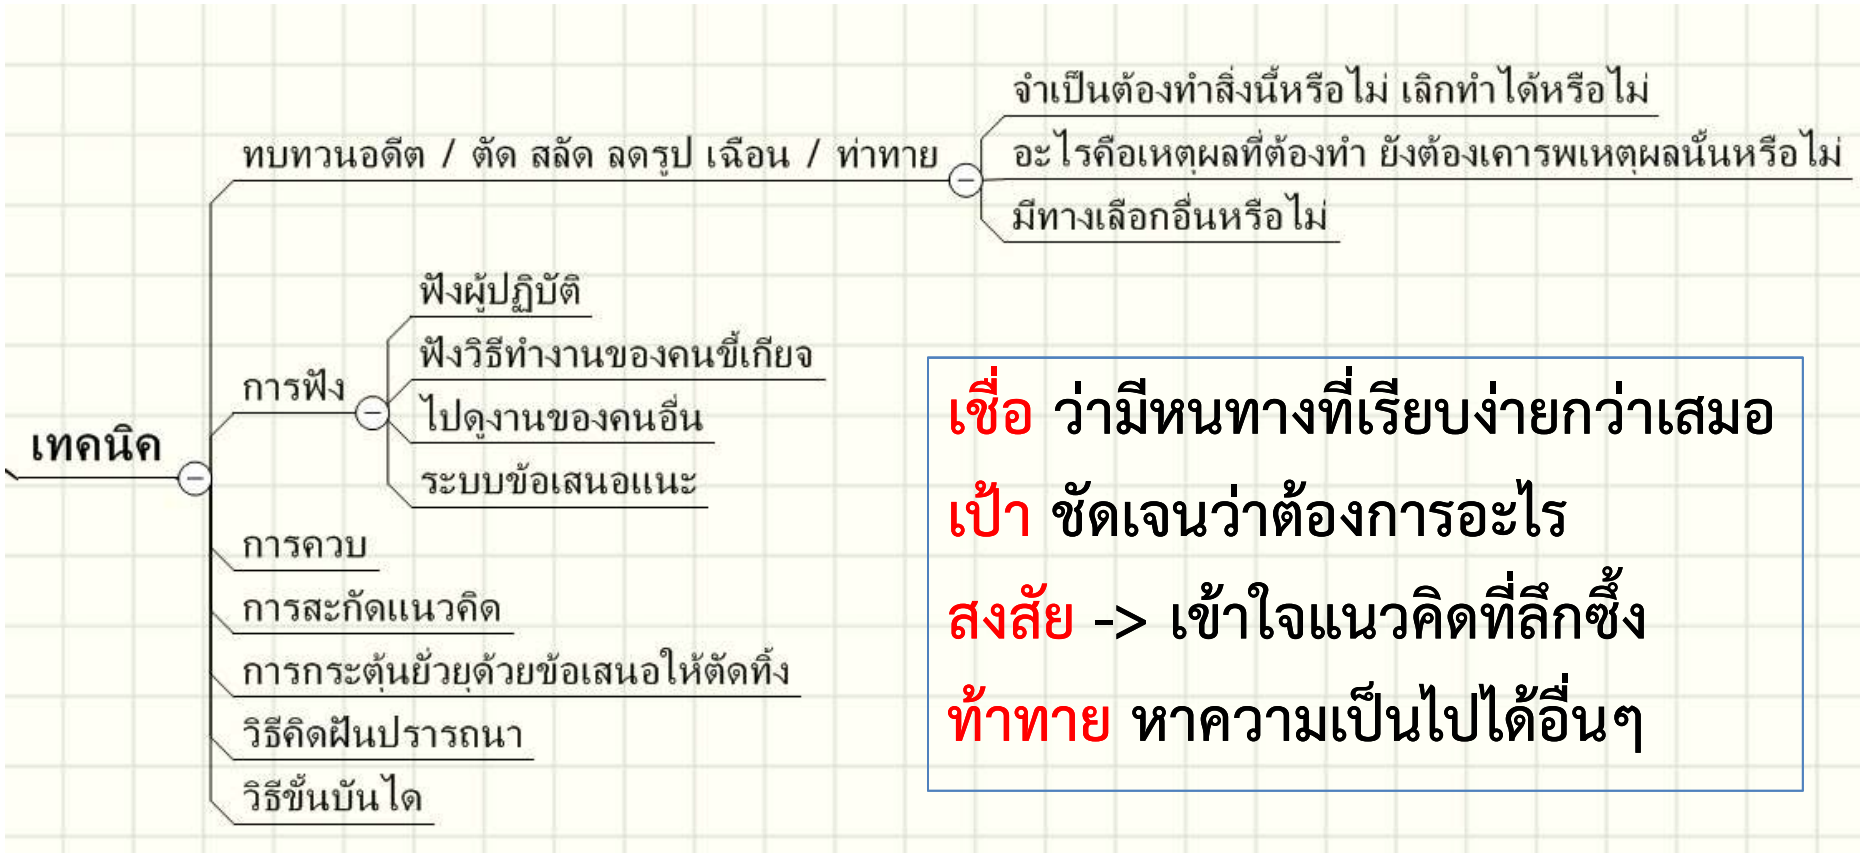 เทคนิค
ทบทวนอดีต / ตัด สลัด ลดรูป เฉือน / ท่าทาย
จำเป็นต้องทำสิ่งนี้หรือไม่ เลิกทำได้หรือไม่
อะไรคือเหตุผลที่ต้องทำ ยังต้องเคารพเหตุผลนั้นหรือไม่
มีทางเลือกอื่นหรือไม่
การฟัง
ฟังผู้ปฏิบัติ
ฟังวิธีทำงานของคนขี้เกียจ
ไปดูงานของคนอื่น
ระบบข้อเสนอแนะ
การควบ
การสะกัดแนวคิด
การกระตุ้นยั่วยุด้วยข้อเสนอให้ตัดทิ้ง
วิธีคิดฝันปรารถนา
วิธีขั้นบันได
เชื่อ ว่ามีหนทางที่เรียบง่ายกว่าเสมอ
เป้า ชัดเจนว่าต้องการอะไร
สงสัย -> เข้าใจแนวคิดที่ลึกซึ้ง
ท้าทาย หาความเป็นไปได้อื่นๆ